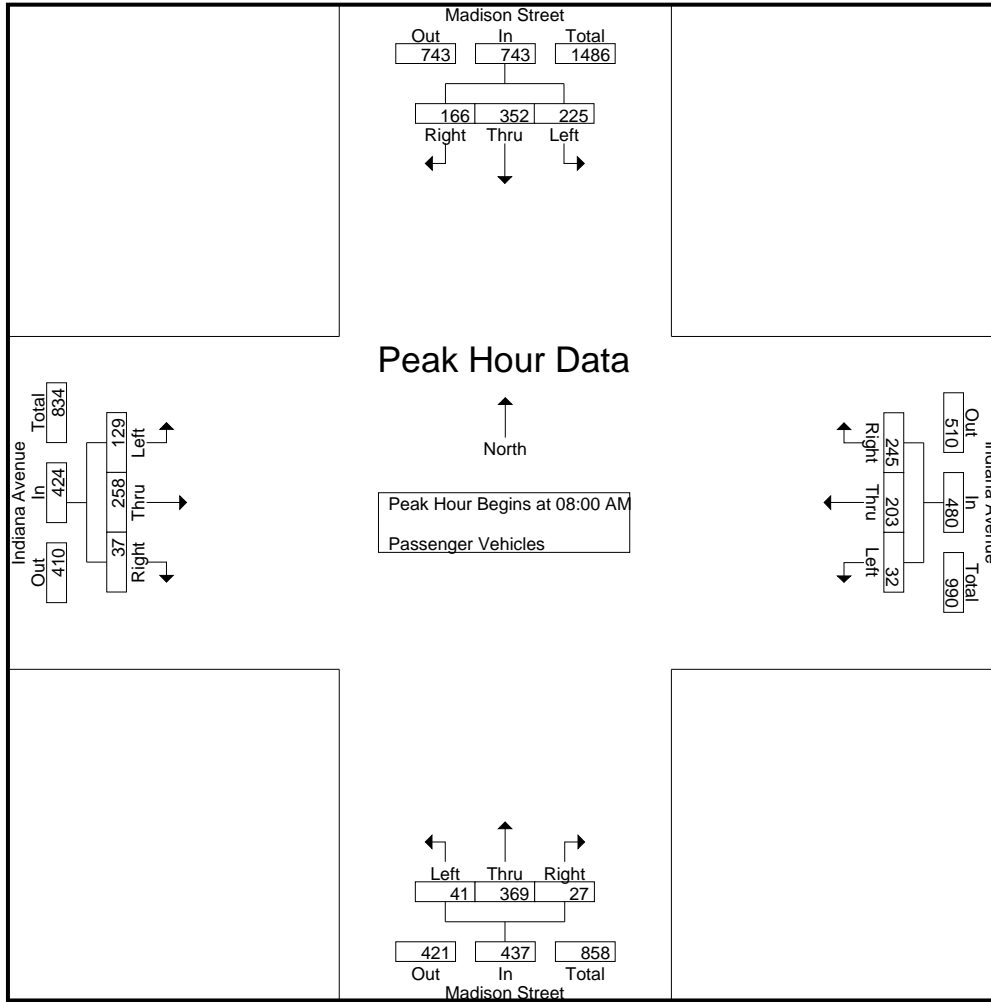 Madison Street
Out In Total
743 743 1486
166 352 225
Right Thru Left
Peak Hour Data
North
Peak Hour Begins at 08:00 AM
Passenger Vehicles
Indiana Avenue
Out In Total
410 424 834
Left Thru Right
129 258 37
Indiana Avenue
Out In Total
510 480 990
Right Thru Left
245 203 32
Left Thru Right
41 369 27
421 437 858
Out In Total
Madison Street